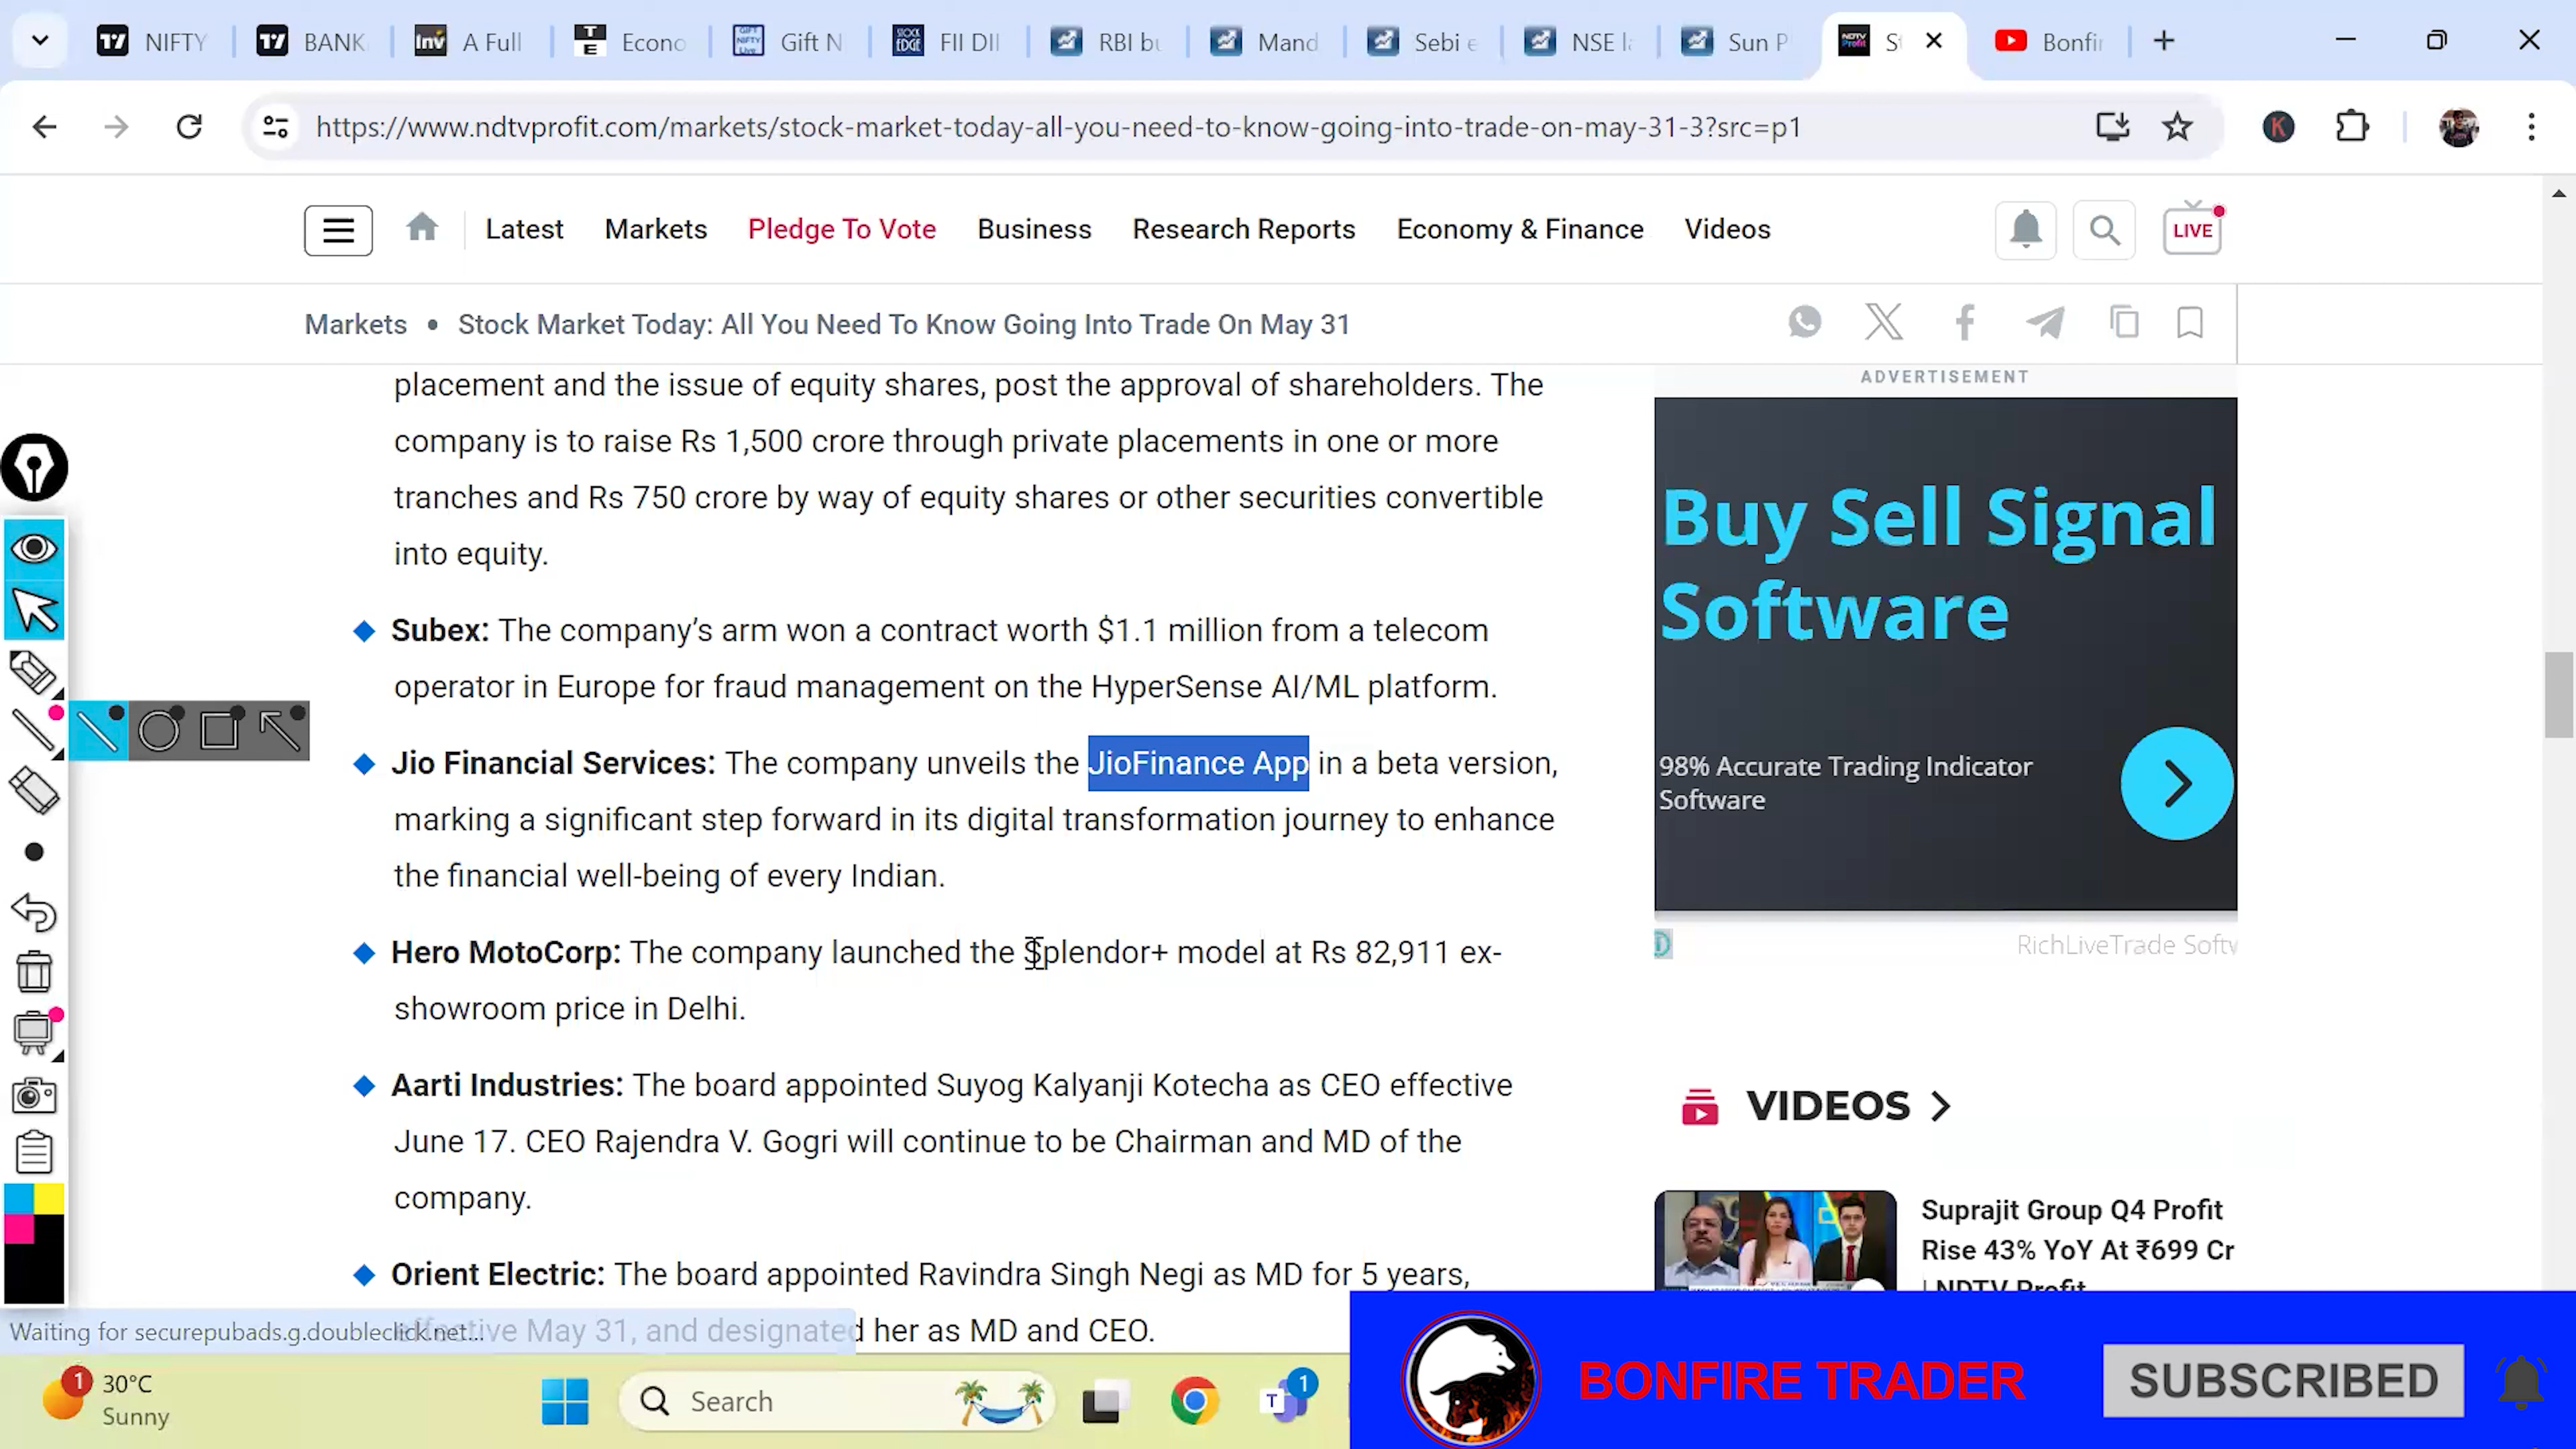 NIFTY
BANK
A Full
Econo
Gift N
FII DII
RBI bu
Mand
Sebi e
NSE la
Sun P
St
Bonfir
https://www.ndtvprofit.com/markets/stock-market-today-all-you-need-to-know-going-into-trade-on-may-31-3?src=p1
Latest
Markets
Pledge To Vote
Business
Research Reports
Economy & Finance
Videos
LIVE
Markets • Stock Market Today: All You Need To Know Going Into Trade On May 31
placement and the issue of equity shares, post the approval of shareholders. The
company is to raise Rs 1,500 crore through private placements in one or more
tranches and Rs 750 crore by way of equity shares or other securities convertible
into equity.
Subex: The company’s arm won a contract worth $1.1 million from a telecom
operator in Europe for fraud management on the HyperSense AI/ML platform.
Jio Financial Services: The company unveils the JioFinance App in a beta version,
marking a significant step forward in its digital transformation journey to enhance
the financial well-being of every Indian.
Hero MotoCorp: The company launched the Splendor+ model at Rs 82,911 ex-
showroom price in Delhi.
Aarti Industries: The board appointed Suyog Kalyanji Kotecha as CEO effective
June 17. CEO Rajendra V. Gogri will continue to be Chairman and MD of the
company.
Orient Electric: The board appointed Ravindra Singh Negi as MD for 5 years,
effective May 31, and designated her as MD and CEO.
Waiting for securepubads.g.doubleclick.net...
ADVERTISEMENT
Buy Sell Signal
Software
98% Accurate Trading Indicator
Software
RichLiveTrade Softw
VIDEOS
Suprajit Group Q4 Profit
Rise 43% YoY At ₹699 Cr
| NDTV Profit
1
30°C
Sunny
Search
1
BONFIRE TRADER
SUBSCRIBED